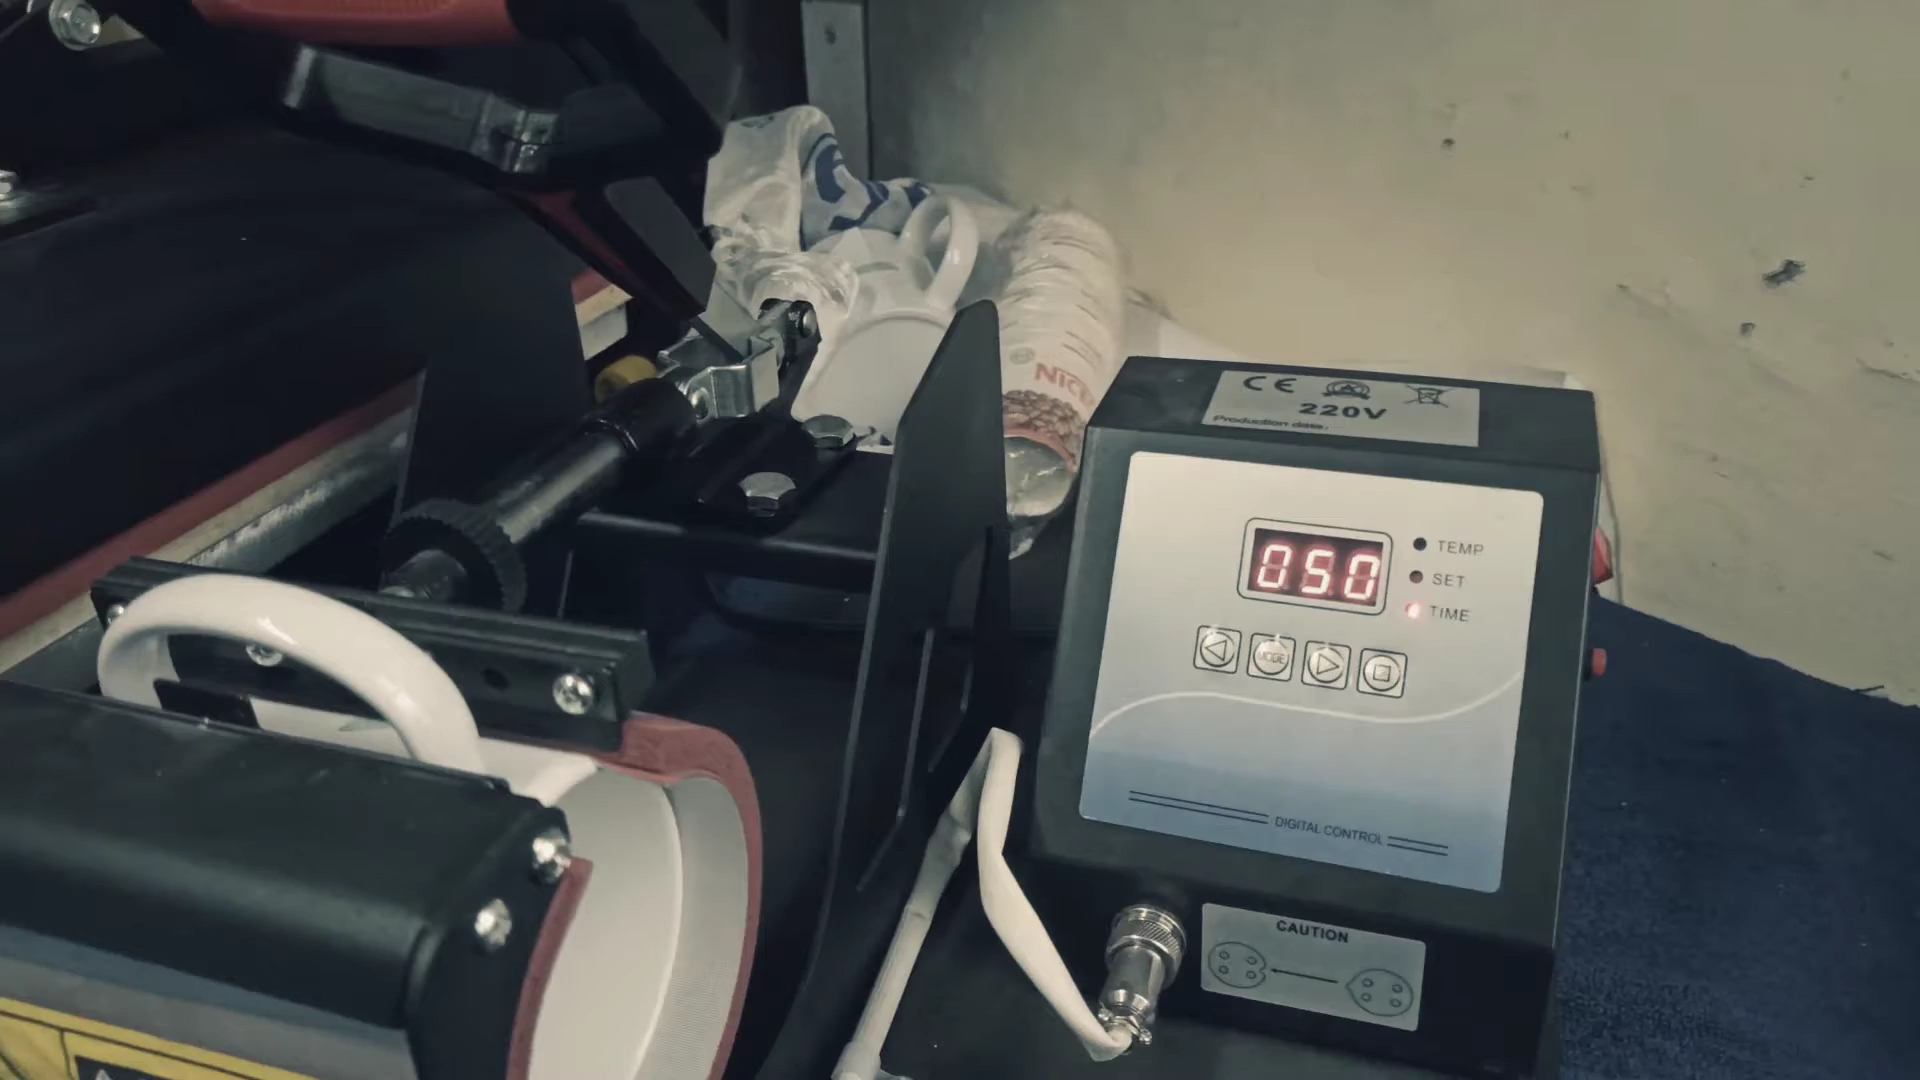 CE
220V
Production date:
050
TEMP
SET
TIME
MODE
DIGITAL CONTROL
CAUTION